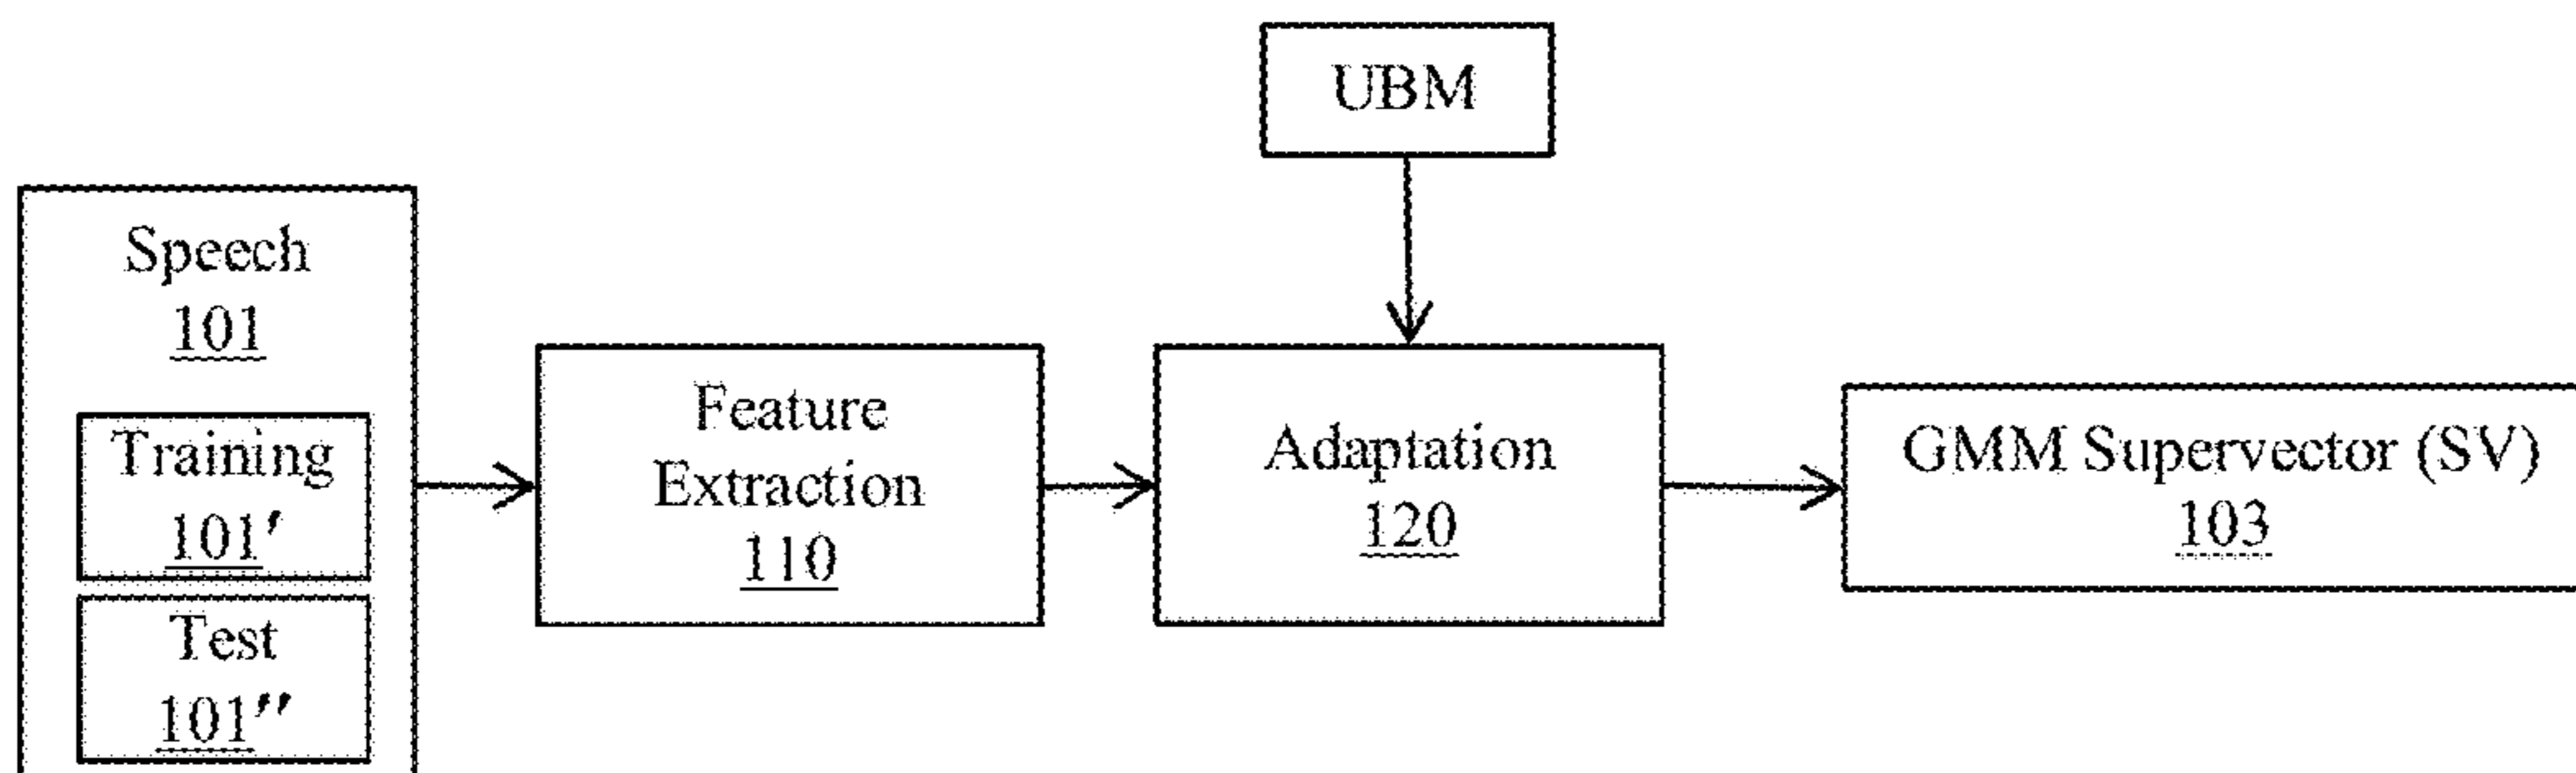 UBM
Speech
101
Training
101′
Test
101″
Feature
Extraction
110
Adaptation
120
GMM Supervector (SV)
103